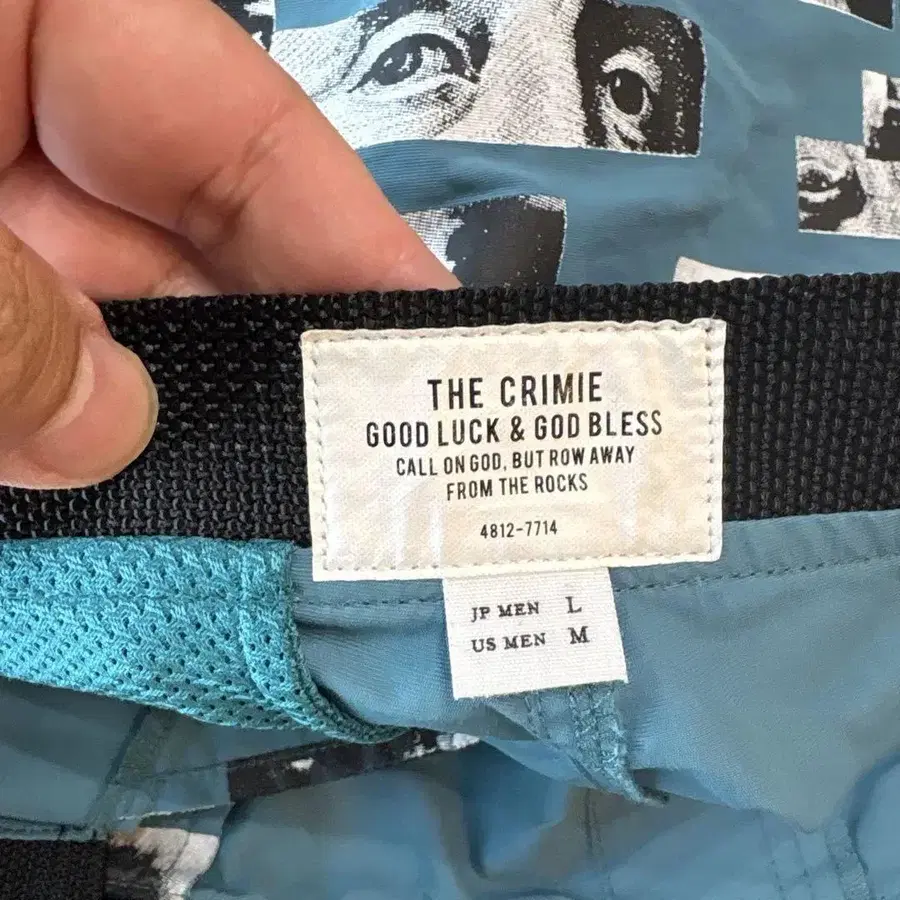 THE CRIMIE
GOOD LUCK & GOD BLESS
CALL ON GOD, BUT ROW AWAY
FROM THE ROCKS
4812-7714
JP MEN L
US MEN M